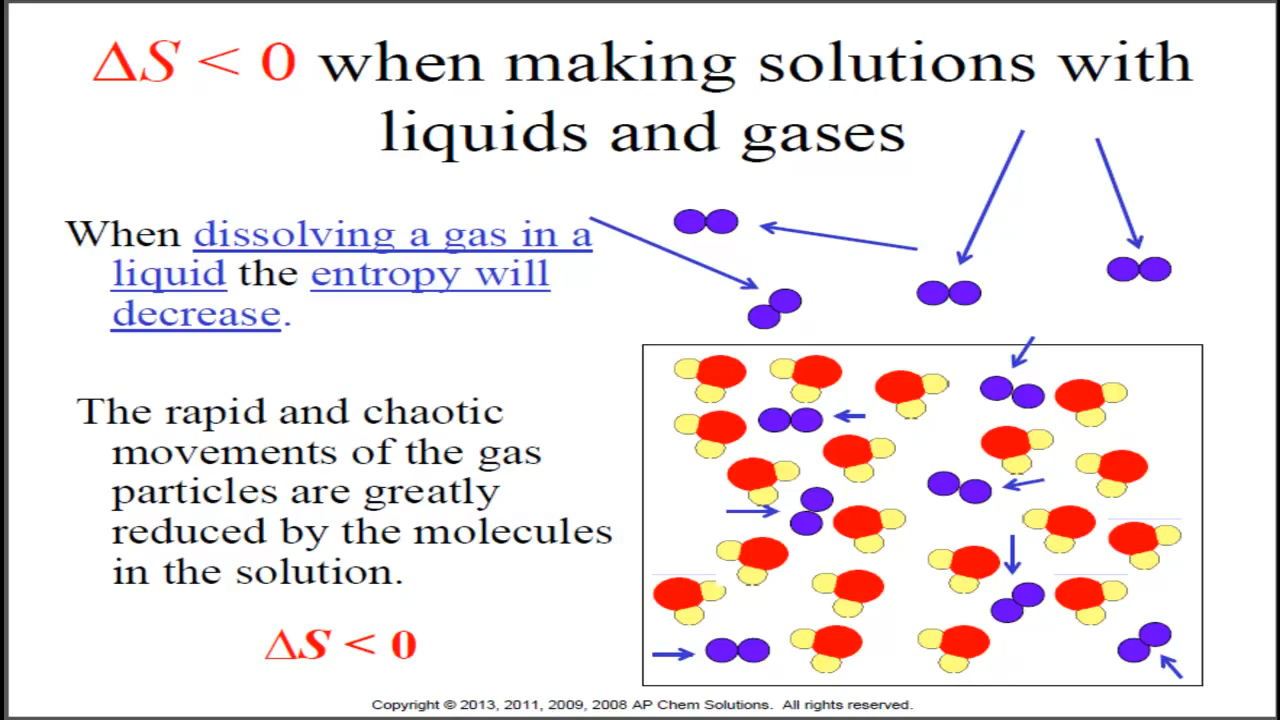 ΔS < 0 when making solutions with
liquids and gases
When dissolving a gas in a
liquid the entropy will
decrease.
The rapid and chaotic
movements of the gas
particles are greatly
reduced by the molecules
in the solution.
ΔS < 0
Copyright © 2013, 2011, 2009, 2008 AP Chem Solutions. All rights reserved.